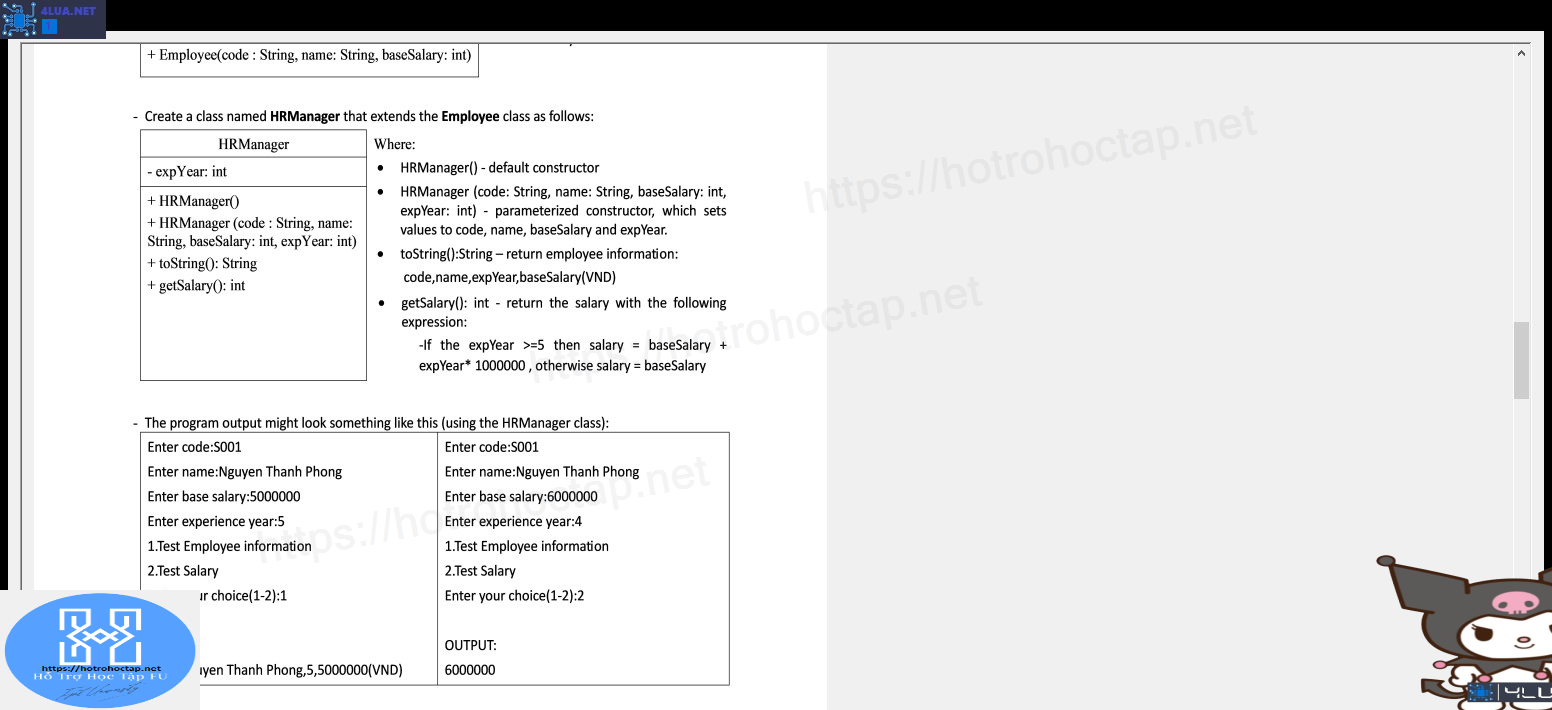 4LUA.NET
+ Employee(code : String, name: String, baseSalary: int)
- Create a class named HRManager that extends the Employee class as follows:
HRManager
- expYear: int
+ HRManager()
+ HRManager (code : String, name:
String, baseSalary: int, expYear: int)
+ toString(): String
+ getSalary(): int
Where:
• HRManager() - default constructor
• HRManager (code: String, name: String, baseSalary: int,
expYear: int) - parameterized constructor, which sets
values to code, name, baseSalary and expYear.
• toString():String – return employee information:
code,name,expYear,baseSalary(VND)
• getSalary(): int - return the salary with the following
expression:
-If the expYear >=5 then salary = baseSalary +
expYear* 1000000 , otherwise salary = baseSalary
https://hotrohoctap.net
https://hotrohoctap.net
- The program output might look something like this (using the HRManager class):
Enter code:S001
Enter name:Nguyen Thanh Phong
Enter base salary:5000000
Enter experience year:5
1.Test Employee information
2.Test Salary
ur choice(1-2):1
uyen Thanh Phong,5,5000000(VND)
Enter code:S001
Enter name:Nguyen Thanh Phong
Enter base salary:6000000
Enter experience year:4
1.Test Employee information
2.Test Salary
Enter your choice(1-2):2
OUTPUT:
6000000
https://hotrohoctap.net
https://hotrohoctap.net
Hỗ Trợ Học Tập FU
4LU